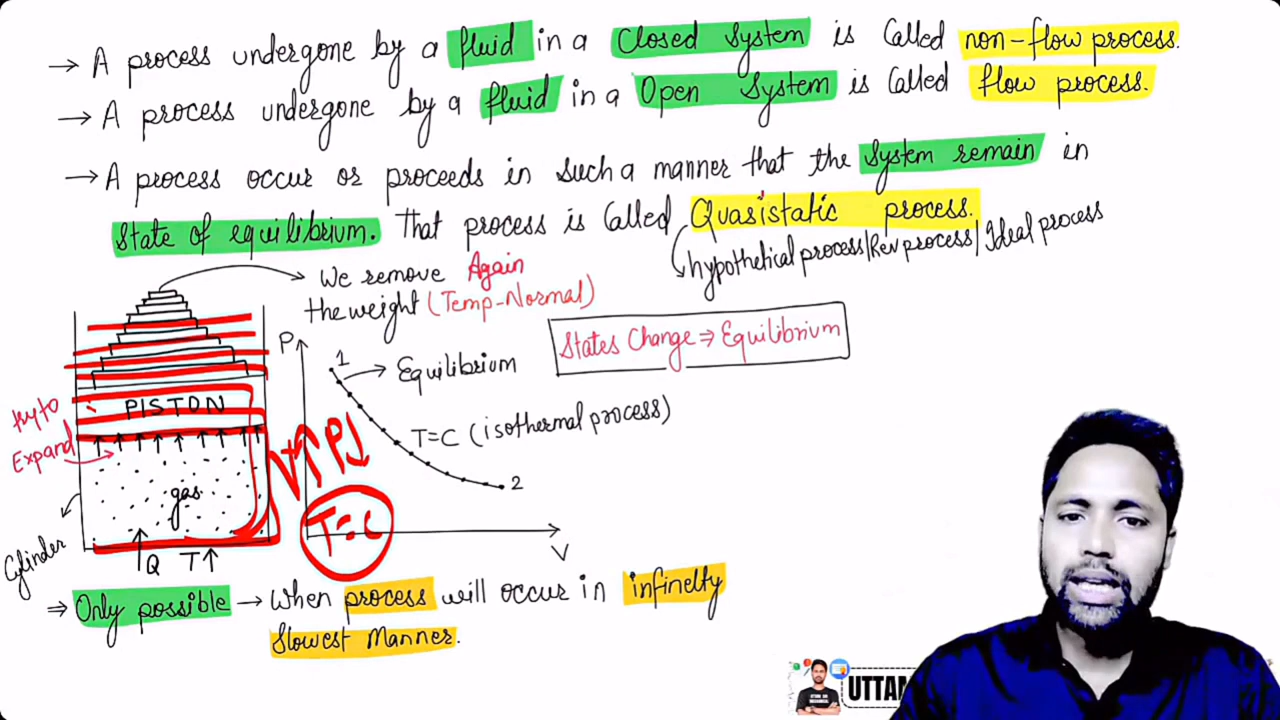 → A process undergone by a fluid in a Closed System is Called non-flow process.
→ A process undergone by a fluid in a Open System is Called flow process.
→ A process occur or proceeds in Such a manner that the System remain in
State of equilibrium. That process is Called Quasistatic process.
hypothetical process/Rev process/Ideal process
We remove Again
the weight (Temp-Normal)
States Change ⇒ Equilibrium
P
1
Equilibrium
PISTON
try to
Expand
T=C (isothermal process)
V↑ P↓
2
gas
T=C
Cylinder
Q T↑
V
⇒ Only possible → When process will occur in infinelty
Slowest Manner.
UTTAM